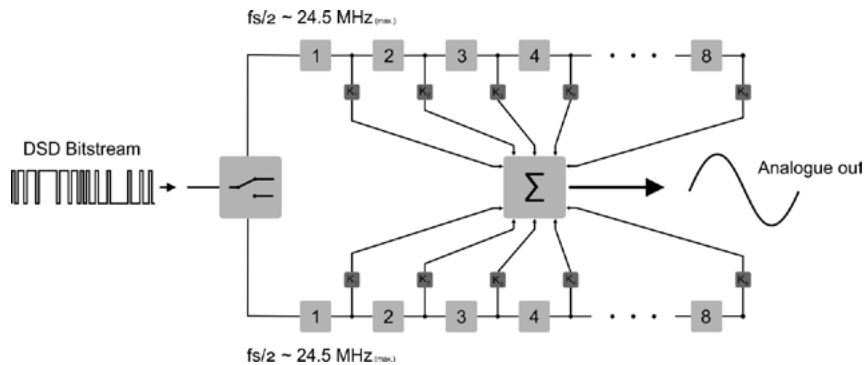 fs/2 ~ 24.5 MHz (max.)
1 2 3 4 · · · · 8
DSD Bitstream
Σ
Analogue out
1 2 3 4 · · · · 8
fs/2 ~ 24.5 MHz (max.)